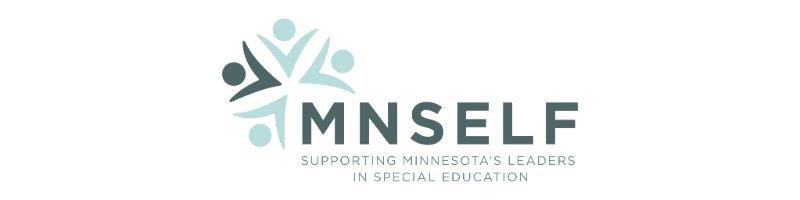 MNSELF
SUPPORTING MINNESOTA'S LEADERS
IN SPECIAL EDUCATION